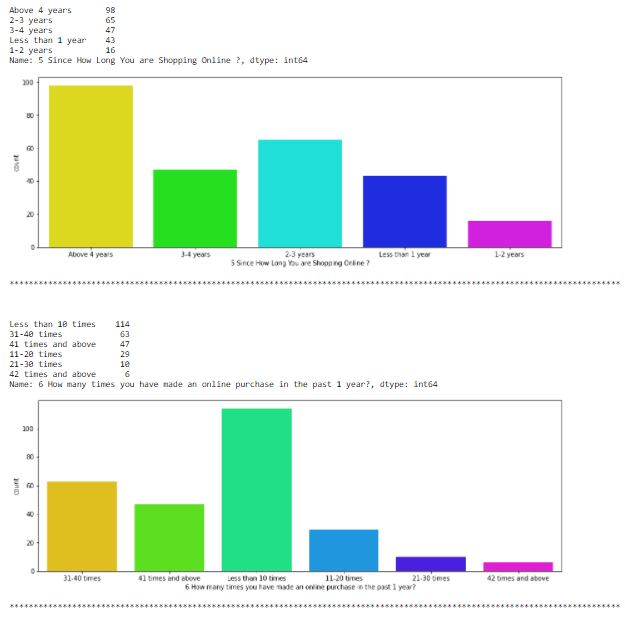 Above 4 years 98
2-3 years 65
3-4 years 47
Less than 1 year 43
1-2 years 16
Name: 5 Since How Long You are Shopping Online ?, dtype: int64
100
80
60
40
20
0
count
Above 4 years 3-4 years 2-3 years Less than 1 year 1-2 years
5 Since How Long You are Shopping Online ?
Less than 10 times 114
31-40 times 63
41 times and above 47
11-20 times 29
21-30 times 10
42 times and above 6
Name: 6 How many times you have made an online purchase in the past 1 year?, dtype: int64
100
80
60
40
20
0
count
31-40 times 41 times and above Less than 10 times 11-20 times 21-30 times 42 times and above
6 How many times you have made an online purchase in the past 1 year?